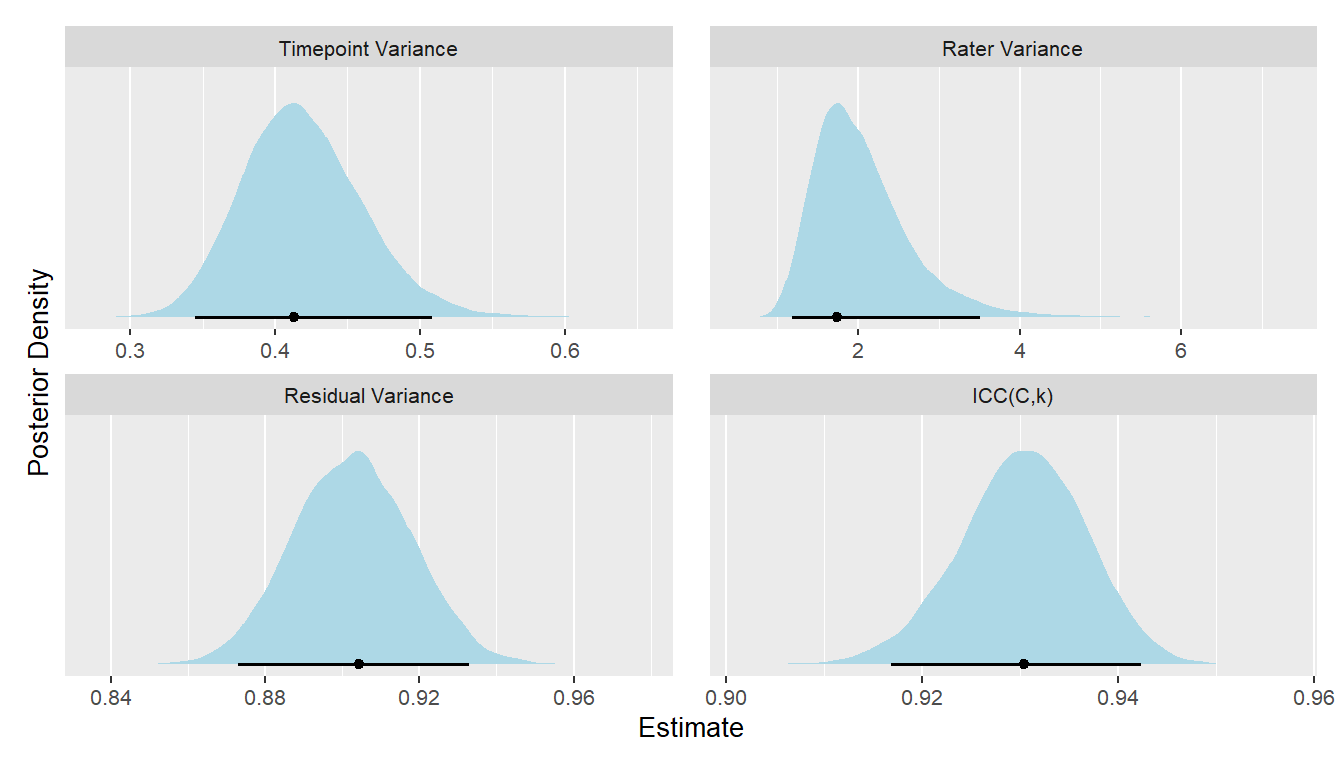 Timepoint Variance
Rater Variance
0.3 0.4 0.5 0.6
2 4 6
Posterior Density
Residual Variance
ICC(C,k)
0.84 0.88 0.92 0.96
0.90 0.92 0.94 0.96
Estimate